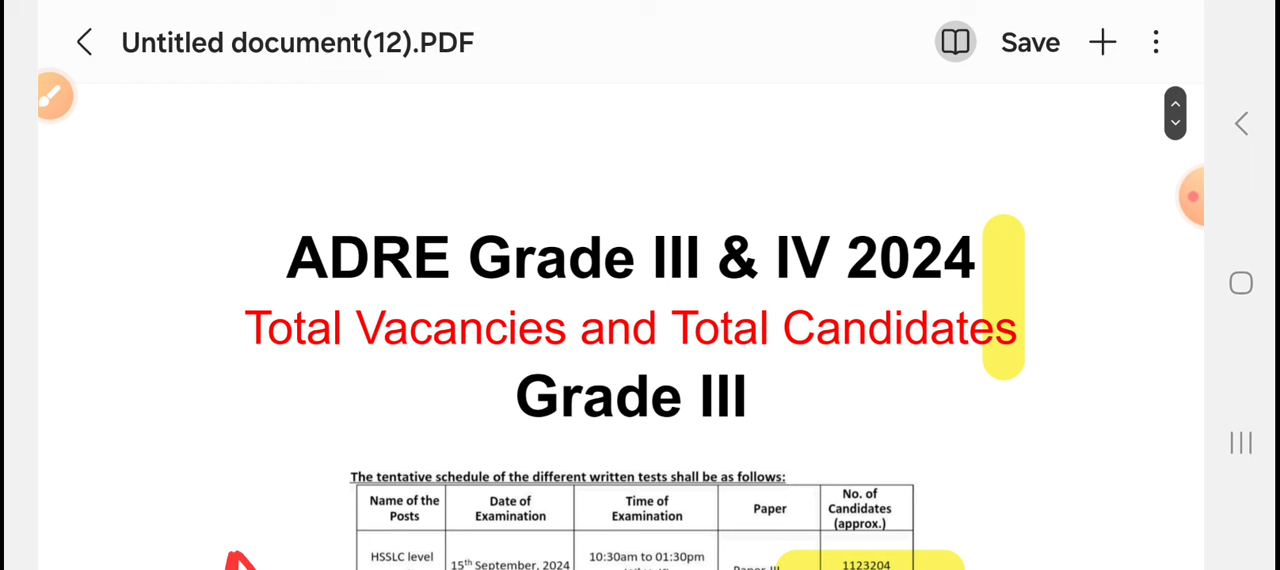 Untitled document(12).PDF
Save
ADRE Grade III & IV 2024
Total Vacancies and Total Candidates
Grade III
The tentative schedule of the different written tests shall be as follows:
Name of the Posts Date of Examination Time of Examination Paper No. of Candidates (approx.)
HSSLC level 15th September, 2024 10:30am to 01:30pm Paper III 1123204